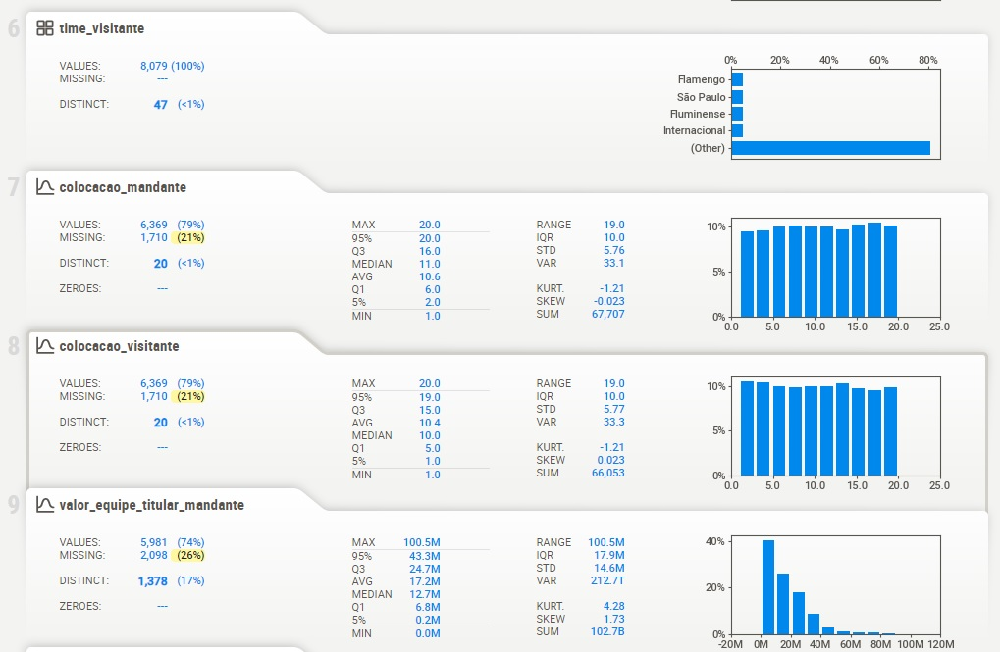 6
time_visitante
VALUES: 8,079 (100%)
MISSING: ---
DISTINCT: 47 (<1%)
0% 20% 40% 60% 80%
Flamengo
São Paulo
Fluminense
Internacional
(Other)
7
colocacao_mandante
VALUES: 6,369 (79%)
MISSING: 1,710 (21%)
DISTINCT: 20 (<1%)
ZEROES: ---
MAX 20.0
95% 20.0
Q3 16.0
MEDIAN 11.0
AVG 10.6
Q1 6.0
5% 2.0
MIN 1.0
RANGE 19.0
IQR 10.0
STD 5.76
VAR 33.1
KURT. -1.21
SKEW -0.023
SUM 67,707
10%
5%
0%
0.0 5.0 10.0 15.0 20.0 25.0
8
colocacao_visitante
VALUES: 6,369 (79%)
MISSING: 1,710 (21%)
DISTINCT: 20 (<1%)
ZEROES: ---
MAX 20.0
95% 19.0
Q3 15.0
AVG 10.4
MEDIAN 10.0
Q1 5.0
5% 1.0
MIN 1.0
RANGE 19.0
IQR 10.0
STD 5.77
VAR 33.3
KURT. -1.21
SKEW 0.023
SUM 66,053
10%
5%
0%
0.0 5.0 10.0 15.0 20.0 25.0
9
valor_equipe_titular_mandante
VALUES: 5,981 (74%)
MISSING: 2,098 (26%)
DISTINCT: 1,378 (17%)
ZEROES: ---
MAX 100.5M
95% 43.3M
Q3 24.7M
AVG 17.2M
MEDIAN 12.7M
Q1 6.8M
5% 0.2M
MIN 0.0M
RANGE 100.5M
IQR 17.9M
STD 14.6M
VAR 212.7T
KURT. 4.28
SKEW 1.73
SUM 102.7B
40%
20%
0%
-20M 0M 20M 40M 60M 80M 100M 120M